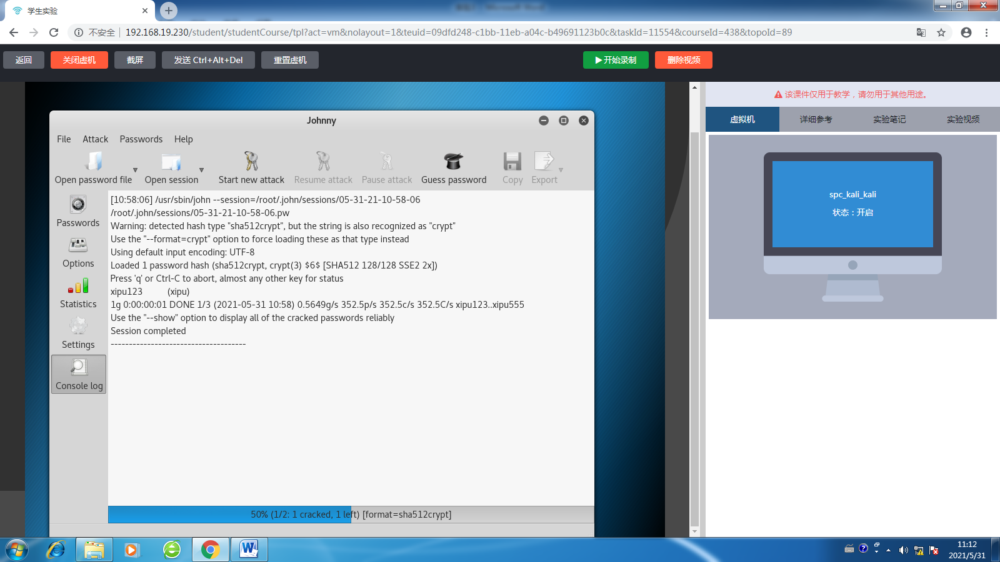 学生实验
不安全
192.168.19.230/student/studentCourse/tpl?act=vm&nolayout=1&teuid=09dfd248-c1bb-11eb-a04c-b49691123b0c&taskId=11554&courseId=438&topoId=89
返回
关闭虚机
截屏
发送 Ctrl+Alt+Del
重置虚机
开始录制
删除视频
该课件仅用于教学，请勿用于其他用途。
虚拟机
详细参考
实验笔记
实验视频
spc_kali_kali
状态：开启
Johnny
File
Attack
Passwords
Help
Open password file
Open session
Start new attack
Resume attack
Pause attack
Guess password
Copy
Export
Passwords
Options
Statistics
Settings
Console log
[10:58:06] /usr/sbin/john --session=/root/.john/sessions/05-31-21-10-58-06
/root/.john/sessions/05-31-21-10-58-06.pw
Warning: detected hash type "sha512crypt", but the string is also recognized as "crypt"
Use the "--format=crypt" option to force loading these as that type instead
Using default input encoding: UTF-8
Loaded 1 password hash (sha512crypt, crypt(3) $6$ [SHA512 128/128 SSE2 2x])
Press 'q' or Ctrl-C to abort, almost any other key for status
xipu123 (xipu)
1g 0:00:00:01 DONE 1/3 (2021-05-31 10:58) 0.5649g/s 352.5p/s 352.5c/s 352.5C/s xipu123..xipu555
Use the "--show" option to display all of the cracked passwords reliably
Session completed
-------------------------------------
50% (1/2: 1 cracked, 1 left) [format=sha512crypt]
11:12
2021/5/31